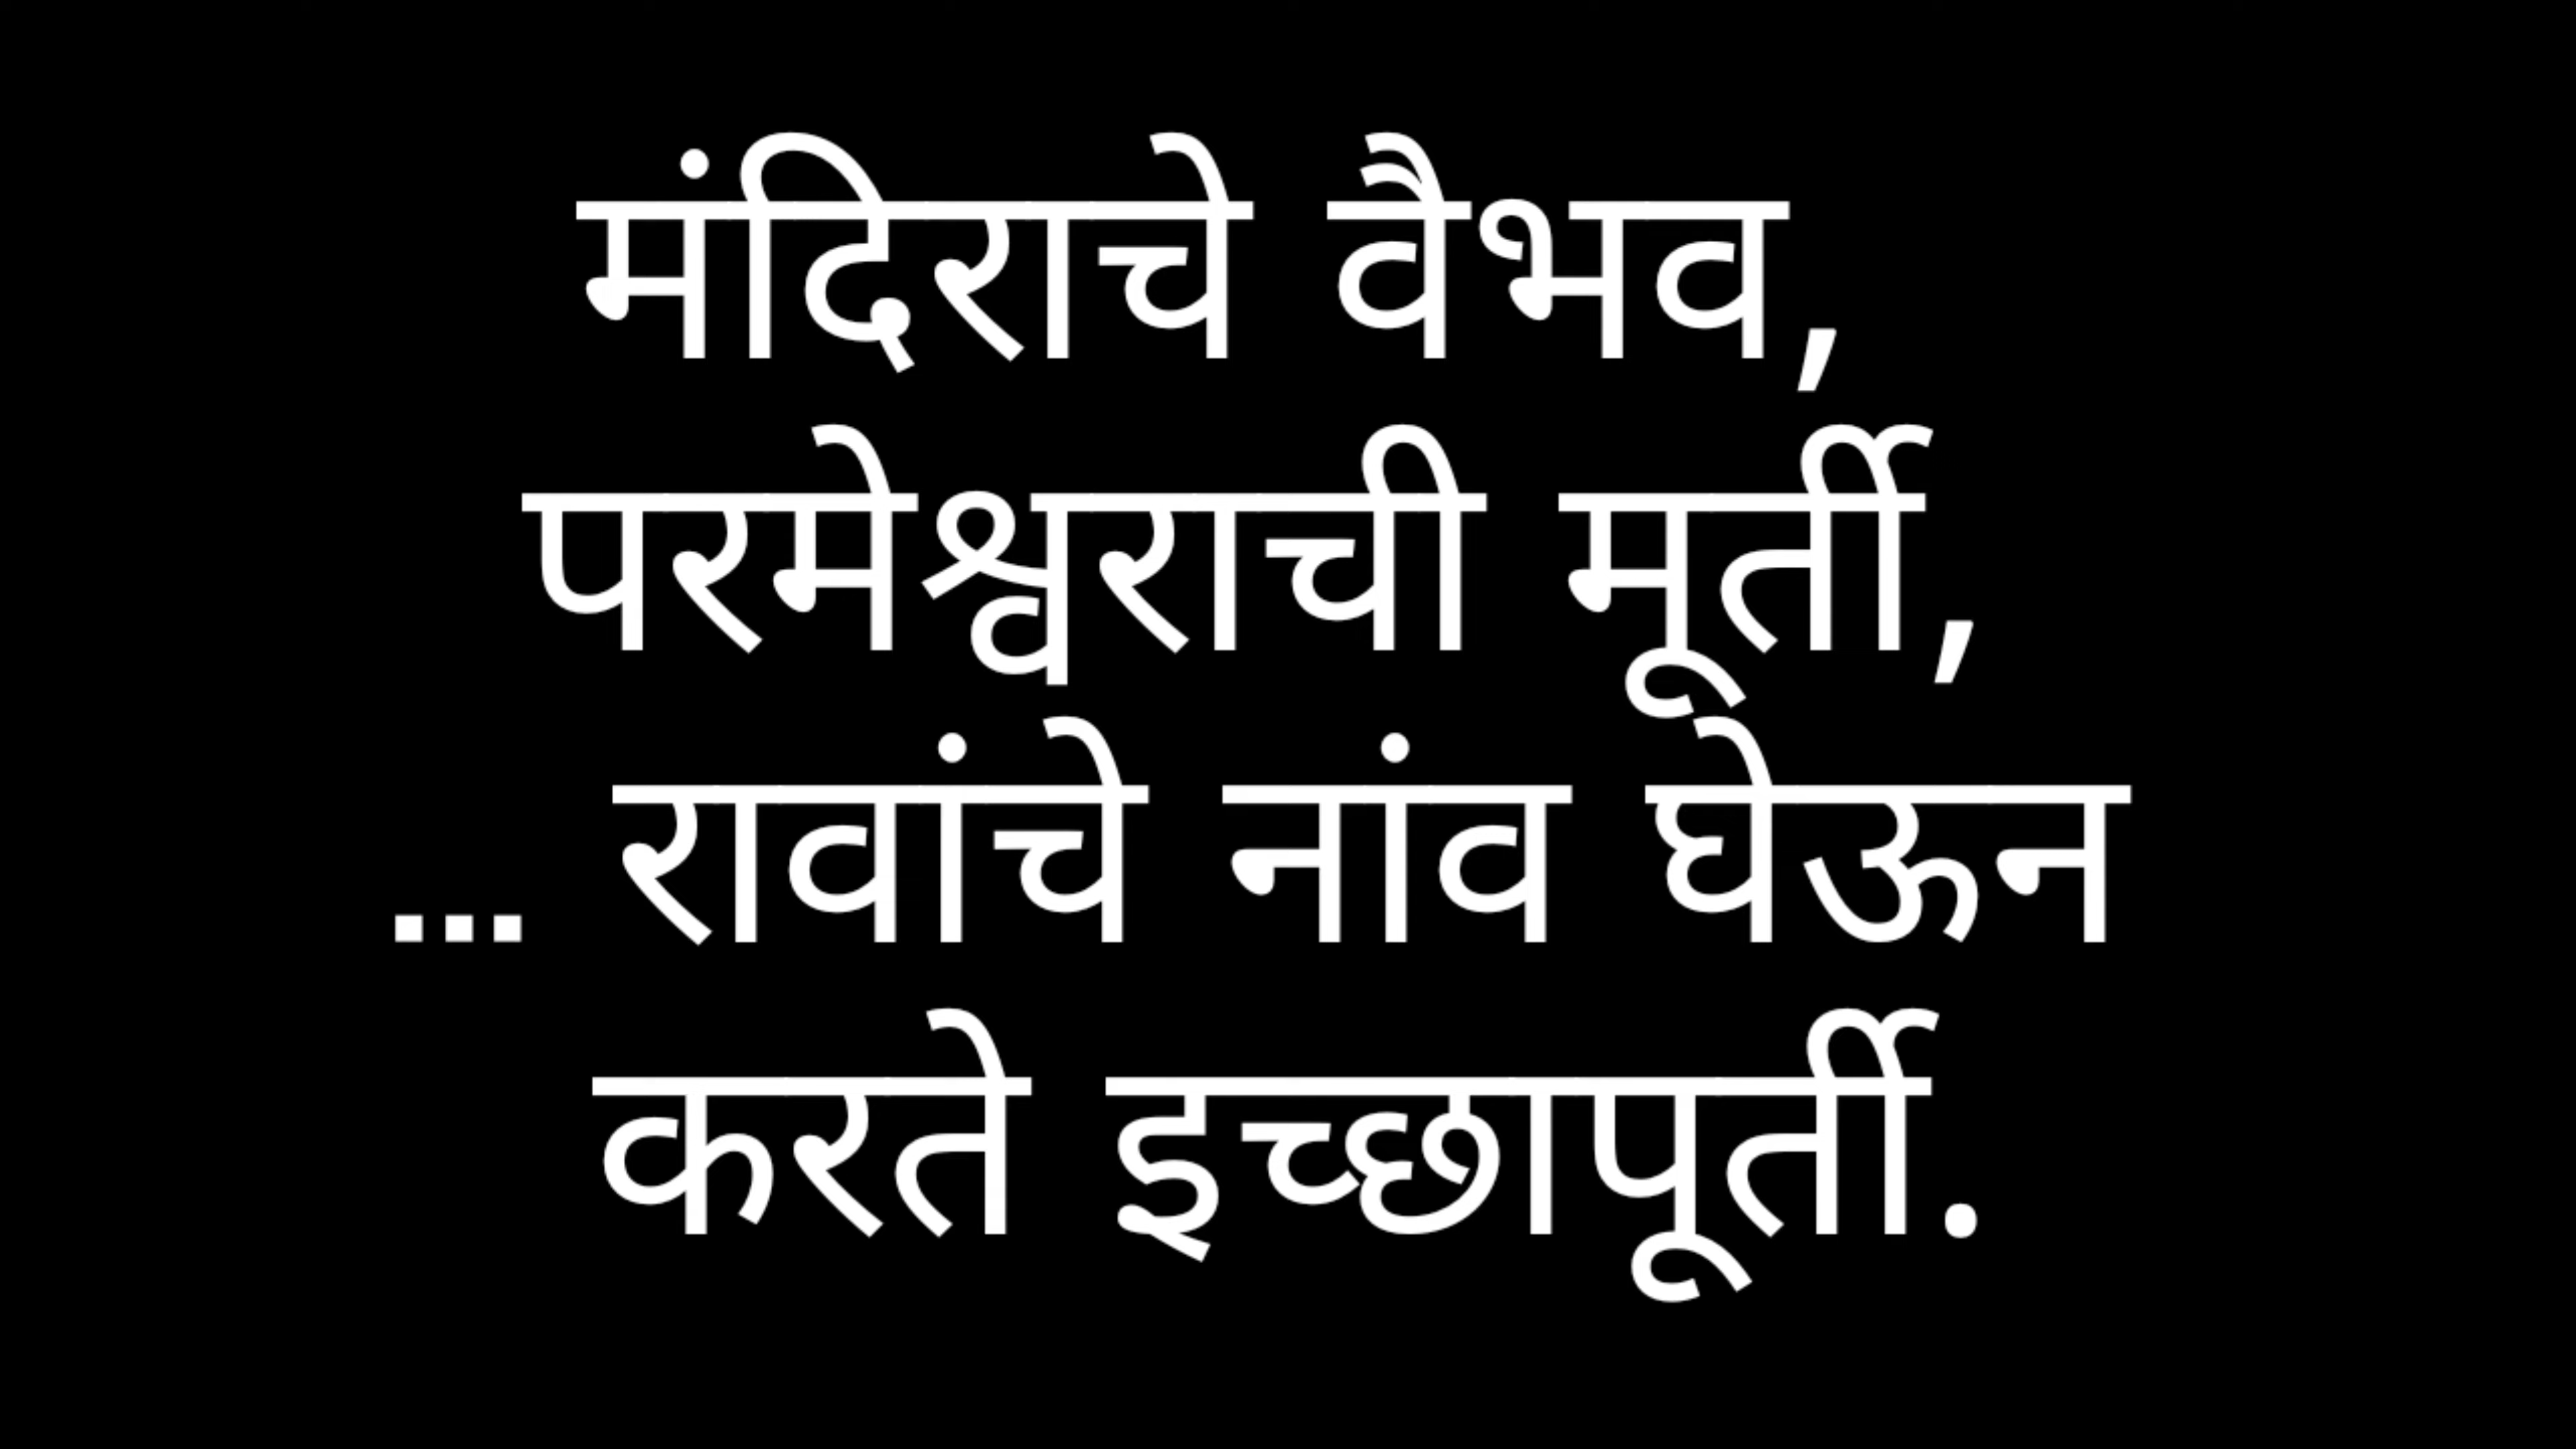 मंदिराचे वैभव,
परमेश्वराची मूर्ती,
... रावांचे नांव घेऊन
करते इच्छापूर्ती.